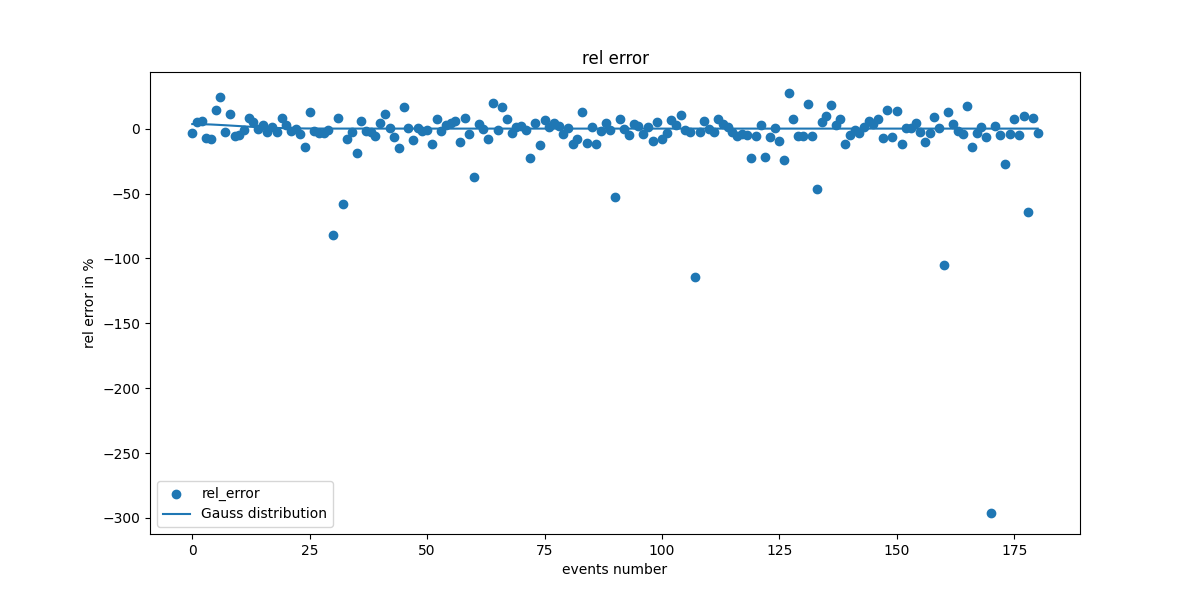 rel error
rel error in %
0
−50
−100
−150
−200
−250
−300
rel_error
Gauss distribution
0 25 50 75 100 125 150 175
events number